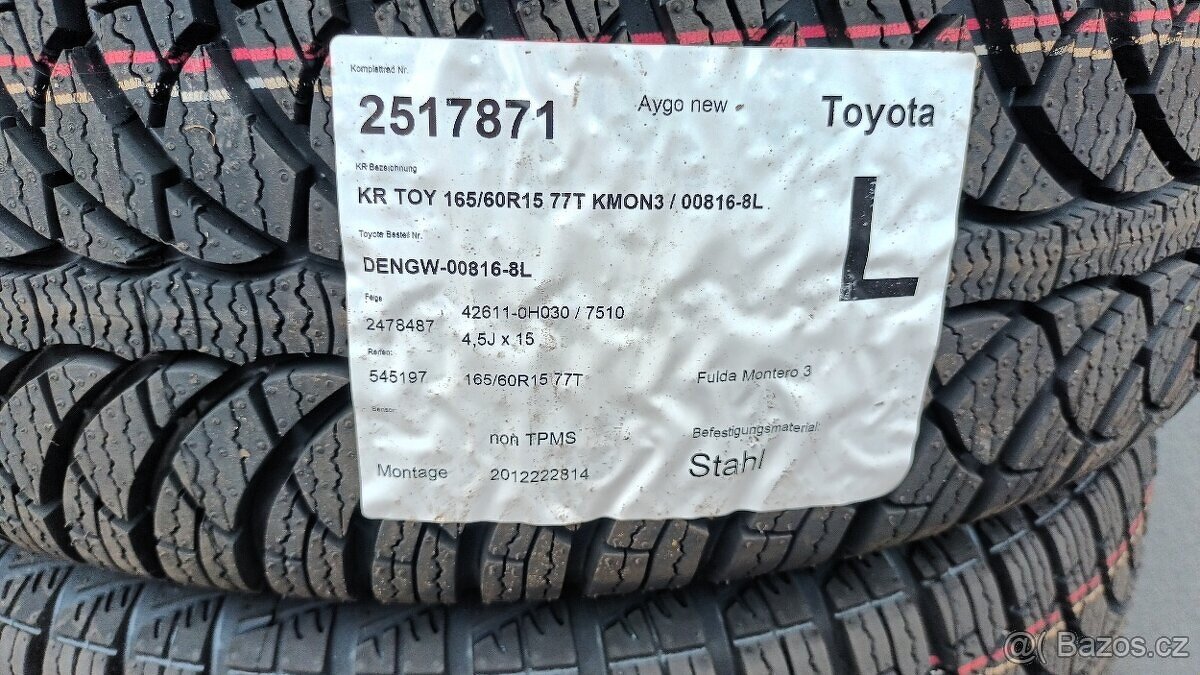 Komplettrad Nr.
2517871 Aygo new Toyota
KR Bezeichnung
KR TOY 165/60R15 77T KMON3 / 00816-8L
Toyota Bestell Nr.
DENGW-00816-8L L
Felge
2478487 42611-0H030 / 7510
4,5J x 15
Reifen:
545197 165/60R15 77T Fulda Montero 3
Sensor:
non TPMS Befestigungsmaterial:
Montage 2012222814 Stahl
@( Bazos.cz